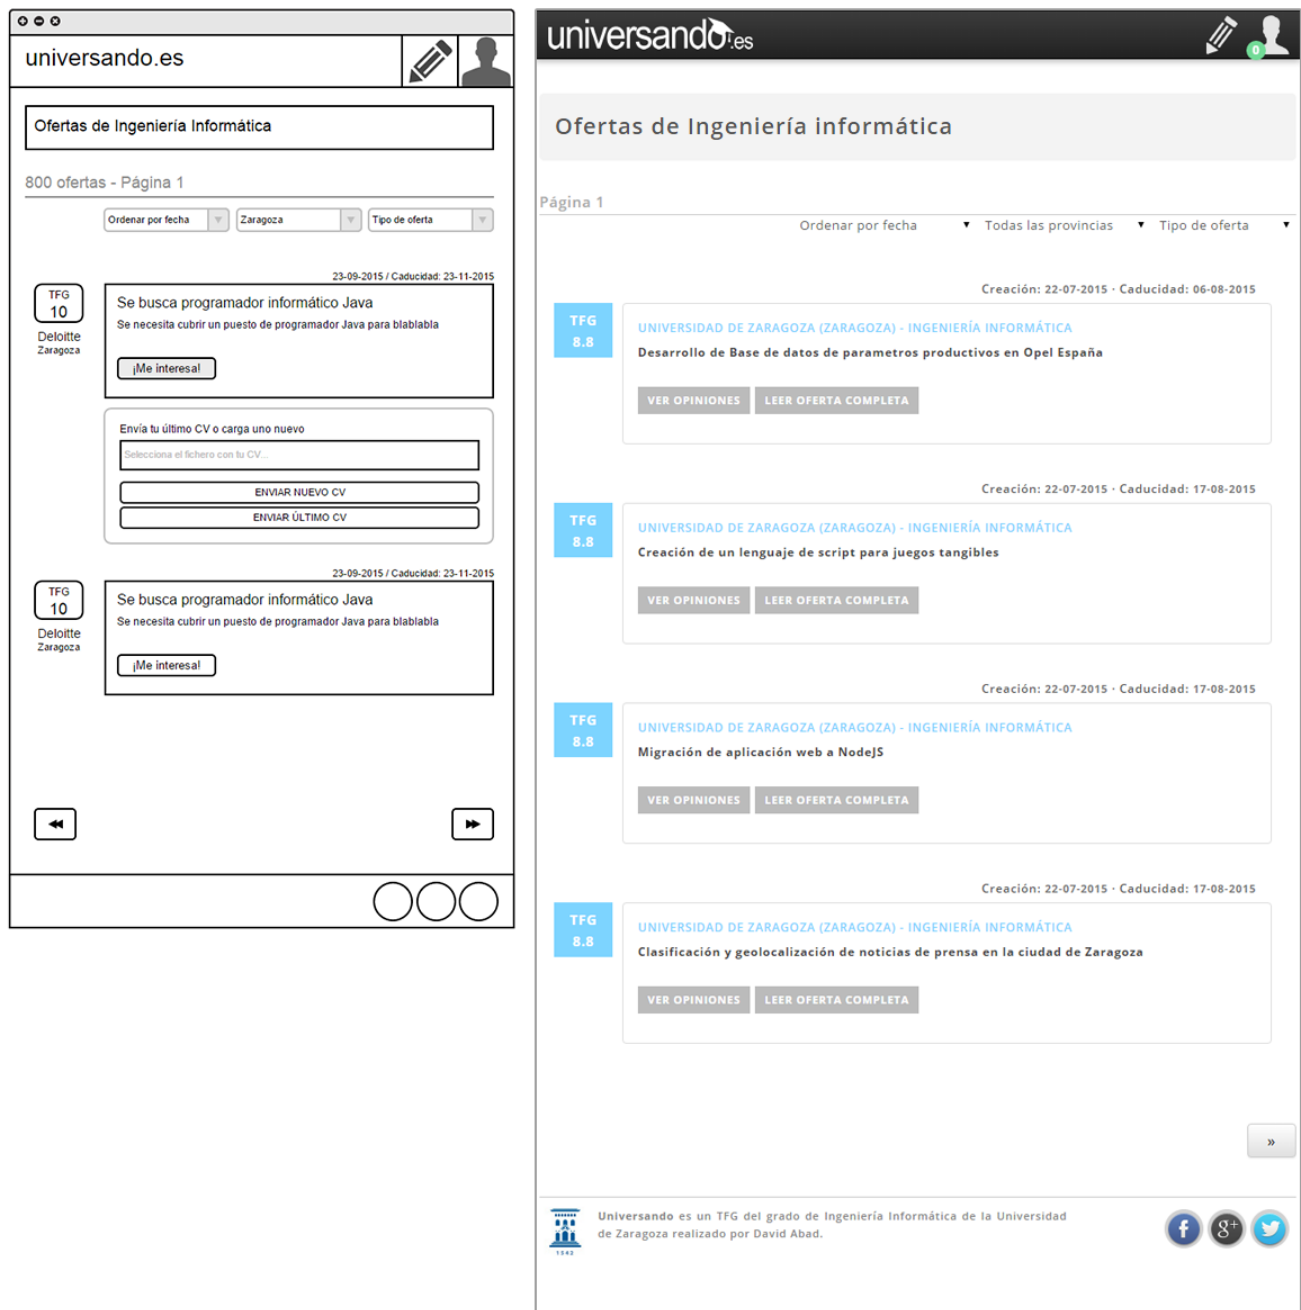 universando.es
Ofertas de Ingeniería Informática
800 ofertas - Página 1
Ordenar por fecha
Zaragoza
Tipo de oferta
23-09-2015 / Caducidad: 23-11-2015
TFG
10
Deloitte
Zaragoza
Se busca programador informático Java
Se necesita cubrir un puesto de programador Java para blablabla
¡Me interesa!
Envía tu último CV o carga uno nuevo
Selecciona el fichero con tu CV...
ENVIAR NUEVO CV
ENVIAR ÚLTIMO CV
23-09-2015 / Caducidad: 23-11-2015
TFG
10
Deloitte
Zaragoza
Se busca programador informático Java
Se necesita cubrir un puesto de programador Java para blablabla
¡Me interesa!
universando.es
0
Ofertas de Ingeniería informática
Página 1
Ordenar por fecha
Todas las provincias
Tipo de oferta
Creación: 22-07-2015 · Caducidad: 06-08-2015
TFG
8.8
UNIVERSIDAD DE ZARAGOZA (ZARAGOZA) - INGENIERÍA INFORMÁTICA
Desarrollo de Base de datos de parametros productivos en Opel España
VER OPINIONES
LEER OFERTA COMPLETA
Creación: 22-07-2015 · Caducidad: 17-08-2015
TFG
8.8
UNIVERSIDAD DE ZARAGOZA (ZARAGOZA) - INGENIERÍA INFORMÁTICA
Creación de un lenguaje de script para juegos tangibles
VER OPINIONES
LEER OFERTA COMPLETA
Creación: 22-07-2015 · Caducidad: 17-08-2015
TFG
8.8
UNIVERSIDAD DE ZARAGOZA (ZARAGOZA) - INGENIERÍA INFORMÁTICA
Migración de aplicación web a NodeJS
VER OPINIONES
LEER OFERTA COMPLETA
Creación: 22-07-2015 · Caducidad: 17-08-2015
TFG
8.8
UNIVERSIDAD DE ZARAGOZA (ZARAGOZA) - INGENIERÍA INFORMÁTICA
Clasificación y geolocalización de noticias de prensa en la ciudad de Zaragoza
VER OPINIONES
LEER OFERTA COMPLETA
»
1542
Universando es un TFG del grado de Ingeniería Informática de la Universidad
de Zaragoza realizado por David Abad.
f
g+